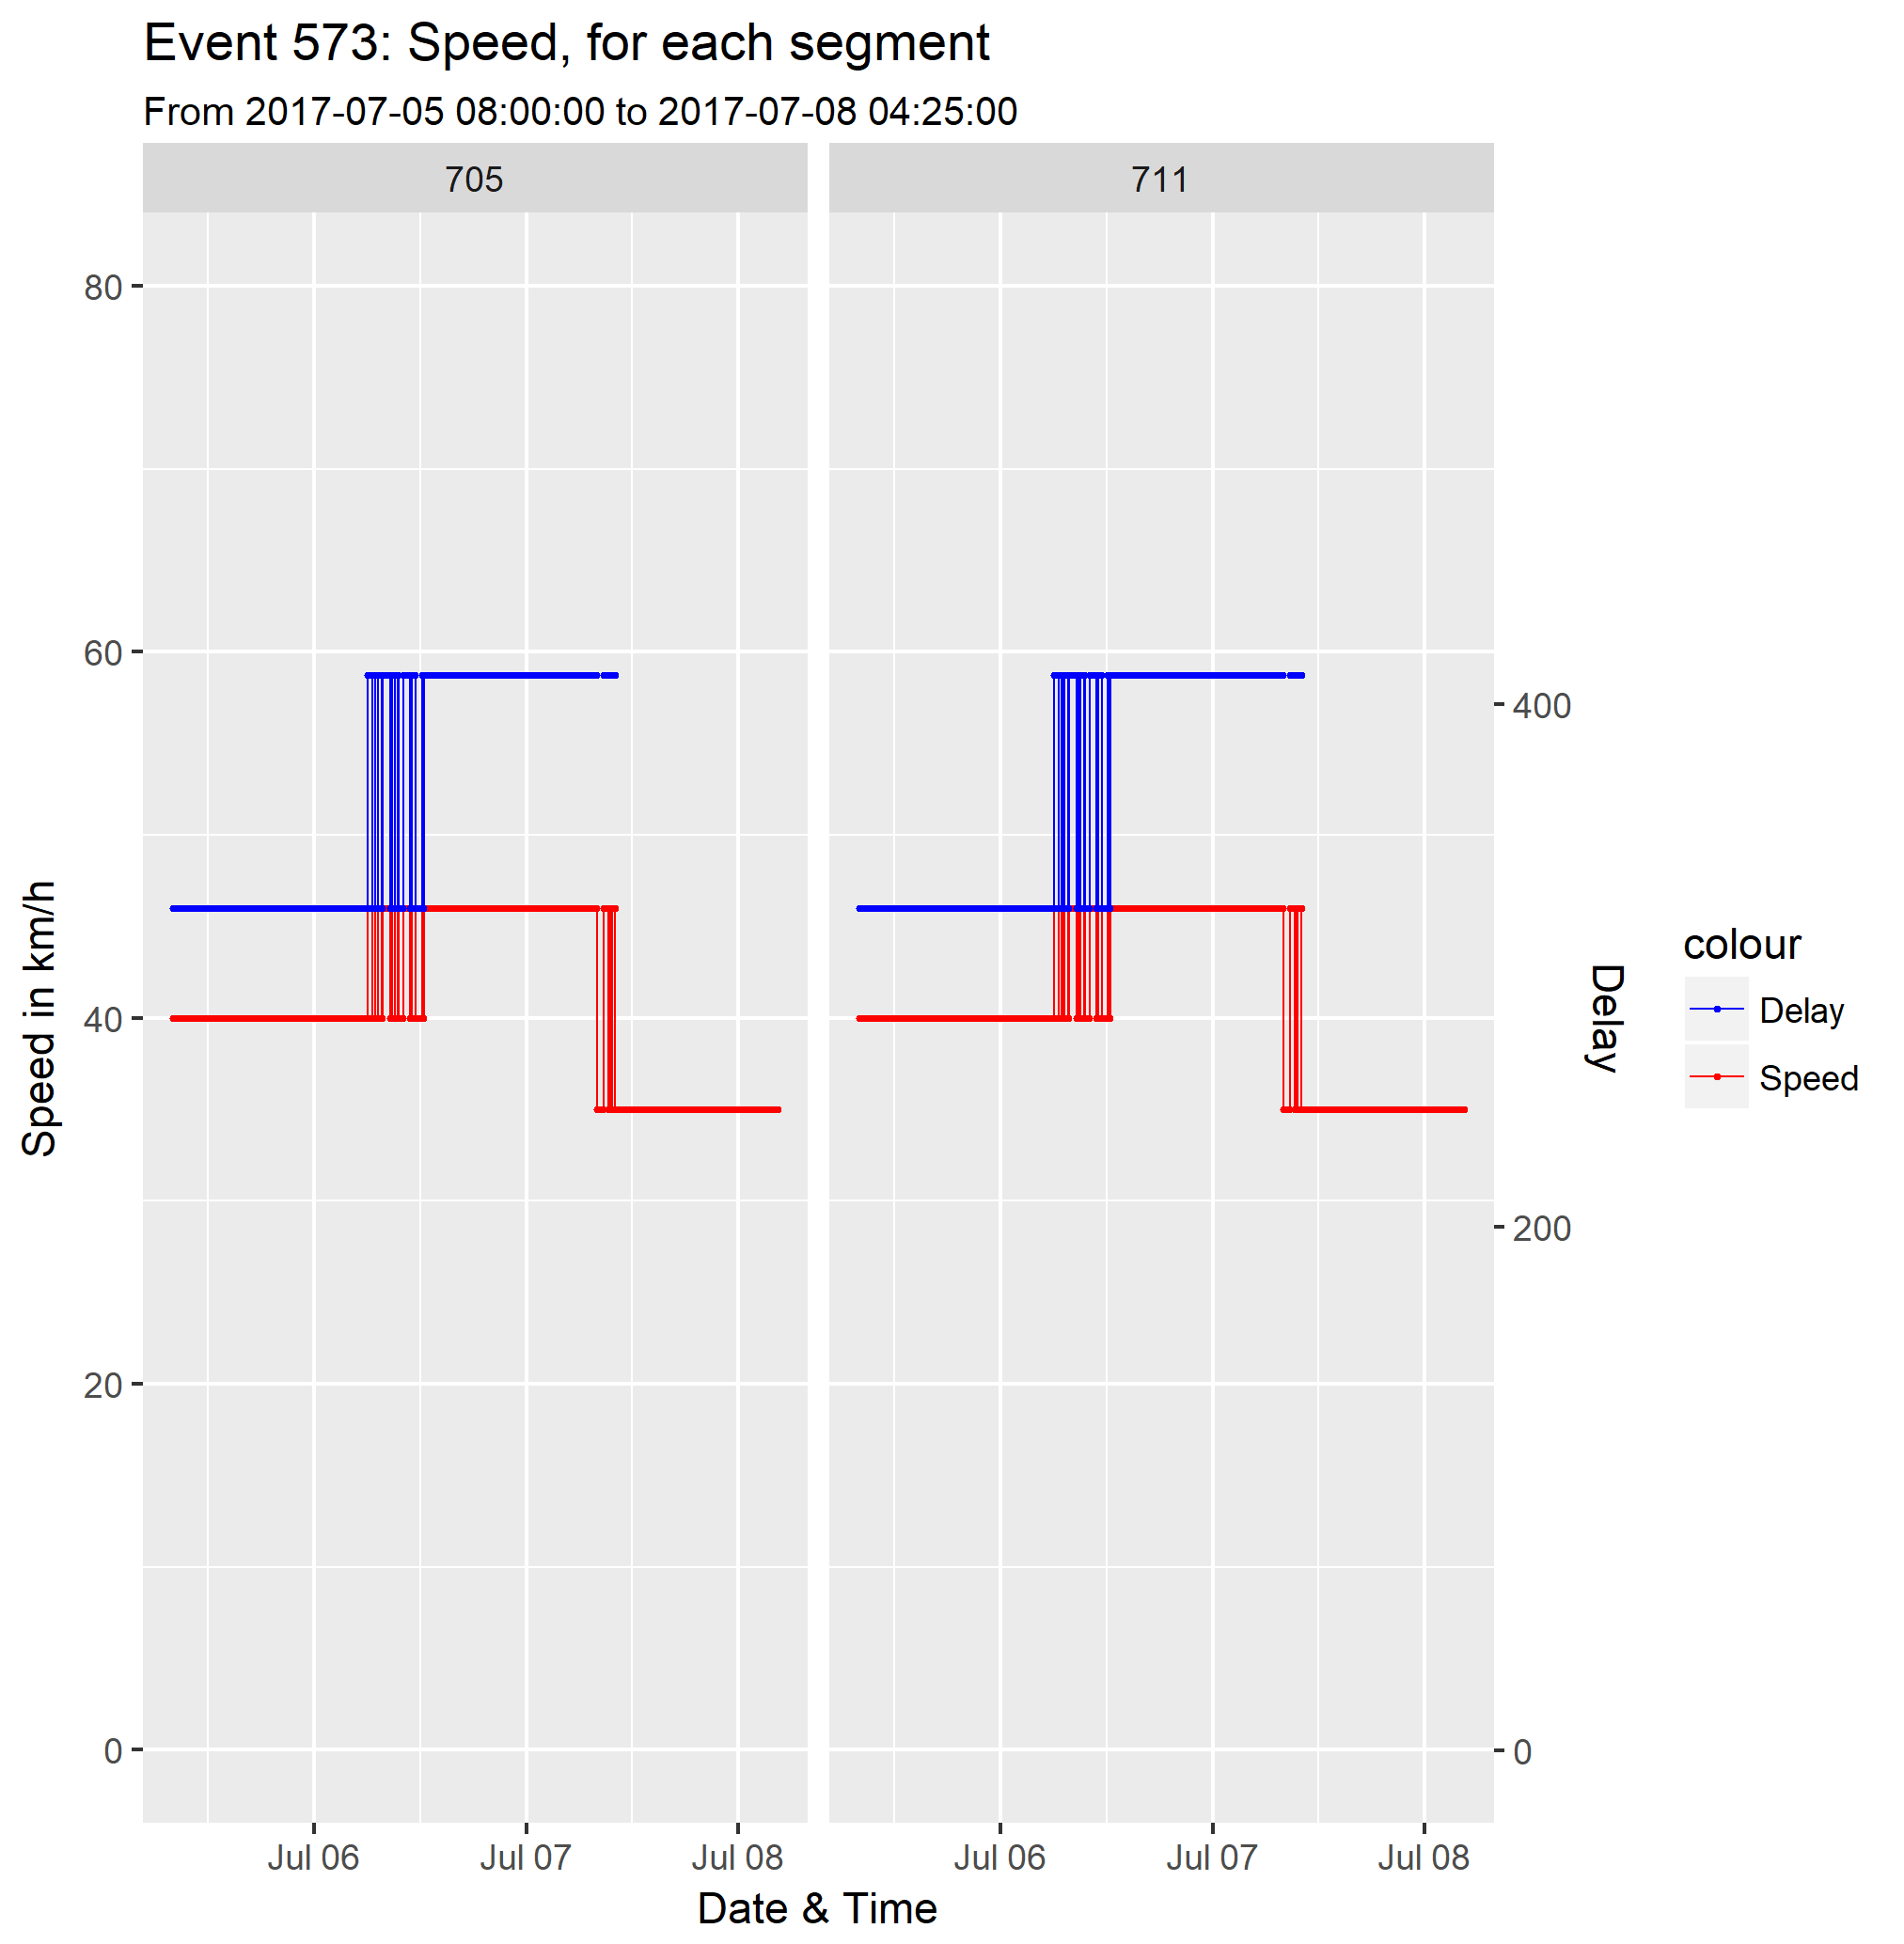 Event 573: Speed, for each segment
From 2017-07-05 08:00:00 to 2017-07-08 04:25:00
705
711
80
60
40
20
0
Speed in km/h
400
200
0
Delay
Jul 06
Jul 07
Jul 08
Jul 06
Jul 07
Jul 08
Date & Time
colour
Delay
Speed